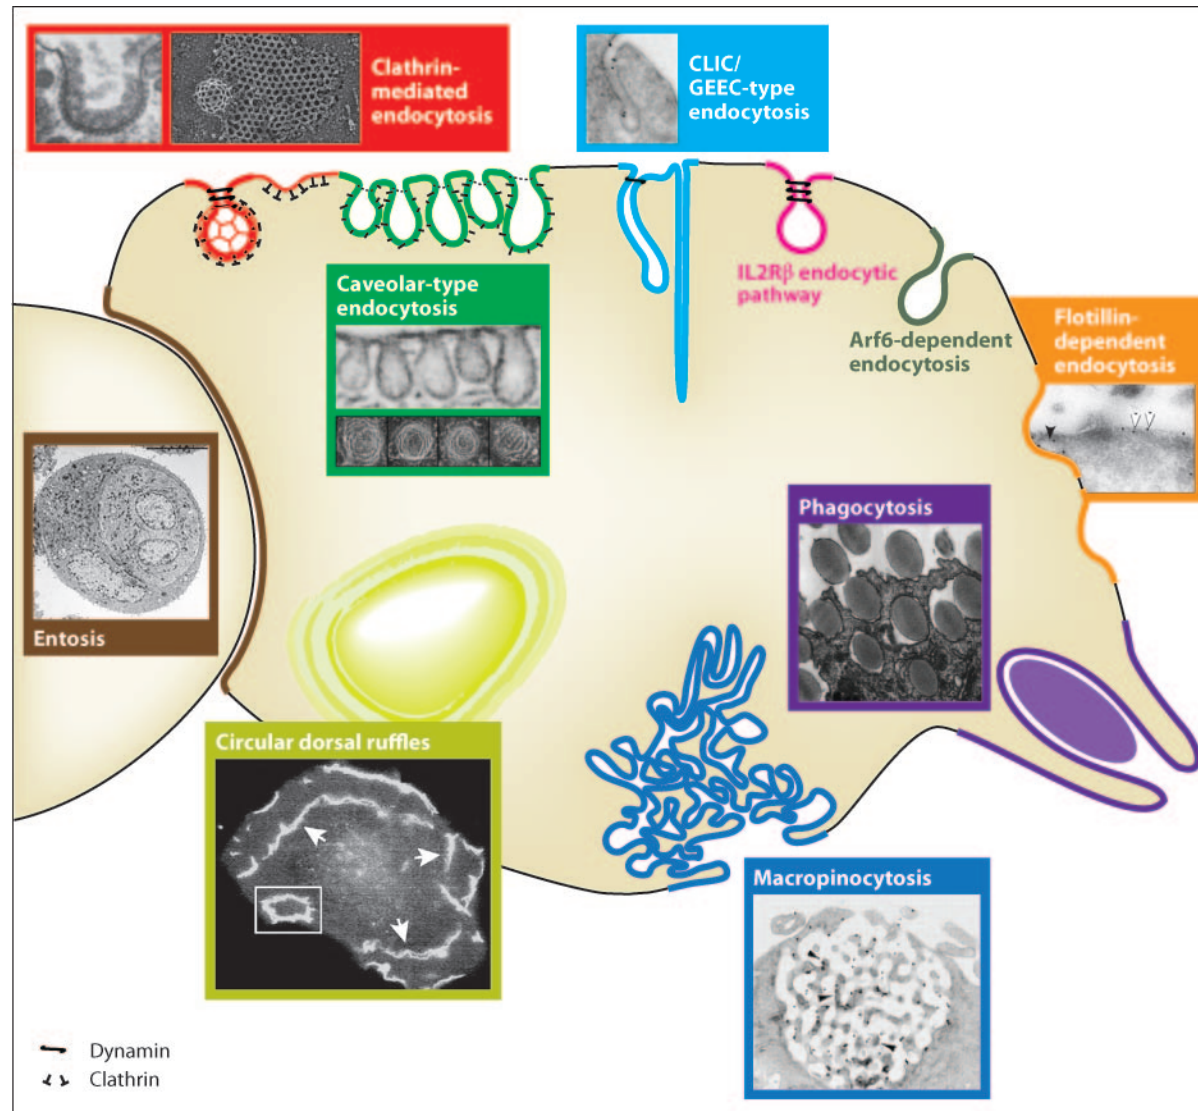 Clathrin-
mediated
endocytosis
CLIC/
GEEC-type
endocytosis
IL2Rβ endocytic
pathway
Caveolar-type
endocytosis
Arf6-dependent
endocytosis
Flotillin-
dependent
endocytosis
Phagocytosis
Entosis
Circular dorsal ruffles
Macropinocytosis
Dynamin
Clathrin